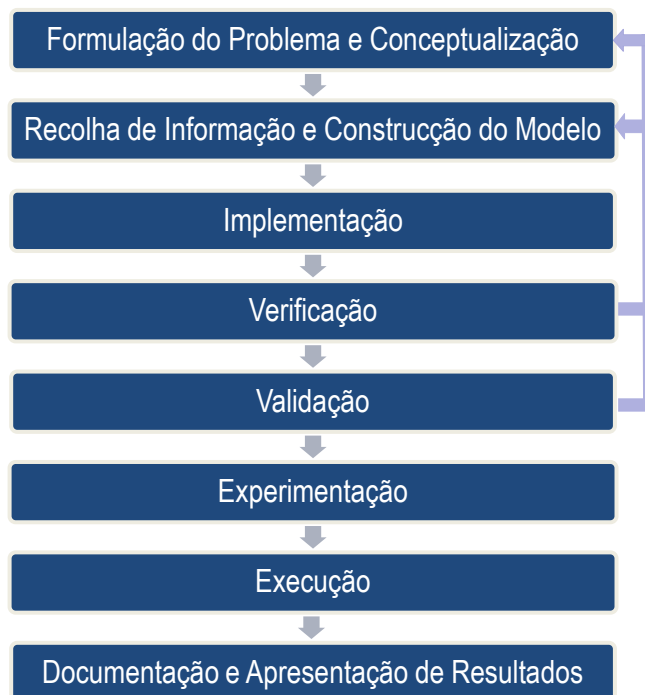 Formulação do Problema e Conceptualização
Recolha de Informação e Construcção do Modelo
Implementação
Verificação
Validação
Experimentação
Execução
Documentação e Apresentação de Resultados